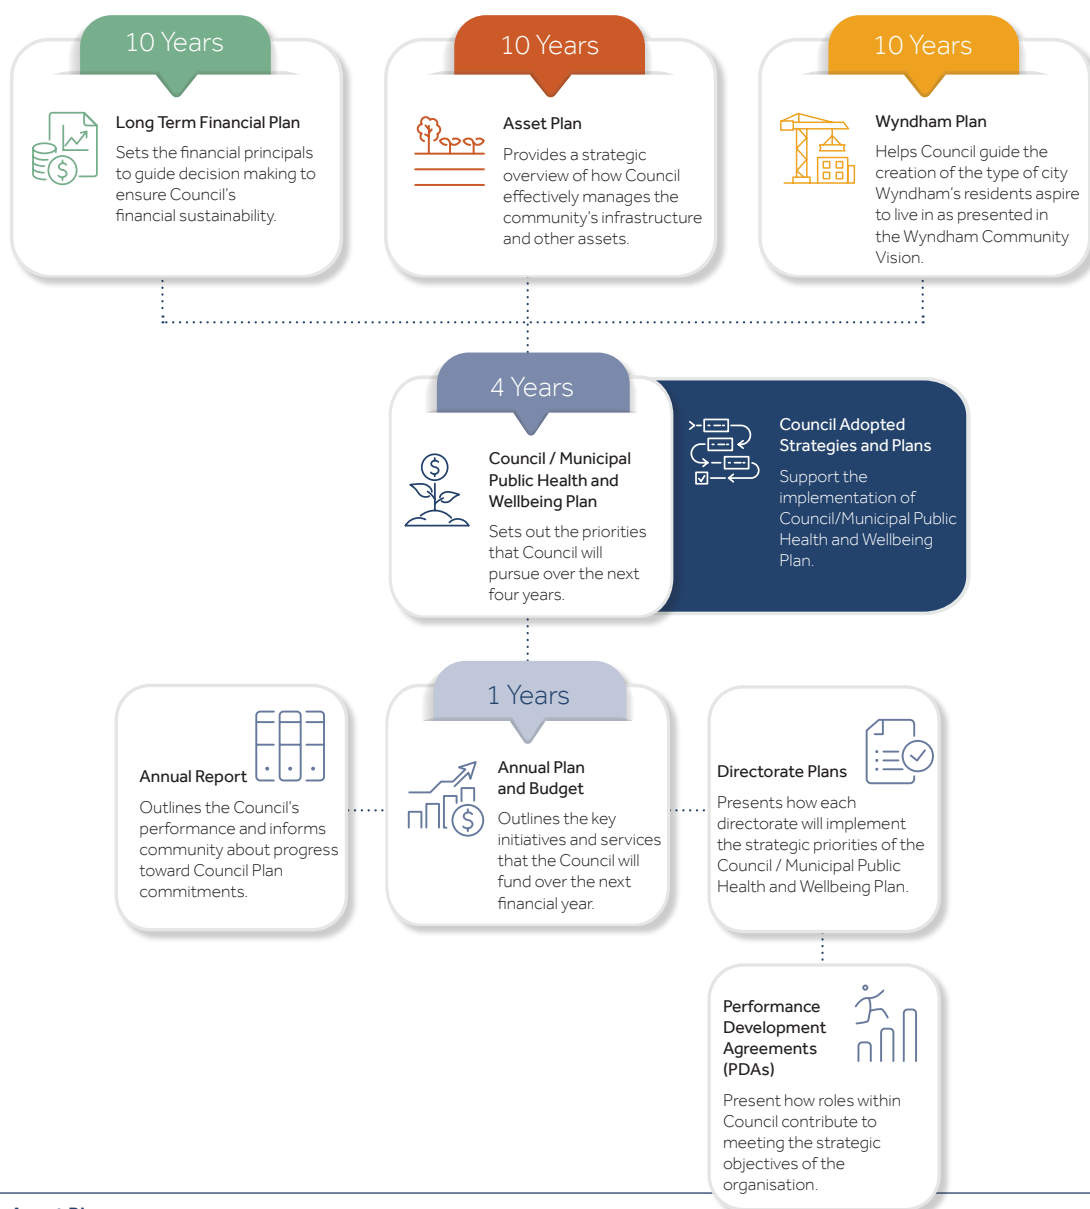 10 Years
Long Term Financial Plan
Sets the financial principals
to guide decision making to
ensure Council's
financial sustainability.
10 Years
Asset Plan
Provides a strategic
overview of how Council
effectively manages the
community's infrastructure
and other assets.
10 Years
Wyndham Plan
Helps Council guide the
creation of the type of city
Wyndham's residents aspire
to live in as presented in
the Wyndham Community
Vision.
4 Years
Council / Municipal
Public Health and
Wellbeing Plan
Sets out the priorities
that Council will
pursue over the next
four years.
Council Adopted
Strategies and Plans
Support the
implementation of
Council/Municipal Public
Health and Wellbeing
Plan.
Annual Report
Outlines the Council's
performance and informs
community about progress
toward Council Plan
commitments.
1 Years
Annual Plan
and Budget
Outlines the key
initiatives and services
that the Council will
fund over the next
financial year.
Directorate Plans
Presents how each
directorate will implement
the strategic priorities of the
Council / Municipal Public
Health and Wellbeing Plan.
Performance
Development
Agreements
(PDAs)
Present how roles within
Council contribute to
meeting the strategic
objectives of the
organisation.